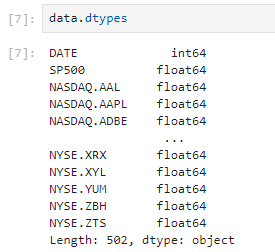 [7]: data.dtypes
[7]: DATE int64
SP500 float64
NASDAQ.AAL float64
NASDAQ.AAPL float64
NASDAQ.ADBE float64
...
NYSE.XRX float64
NYSE.XYL float64
NYSE.YUM float64
NYSE.ZBH float64
NYSE.ZTS float64
Length: 502, dtype: object